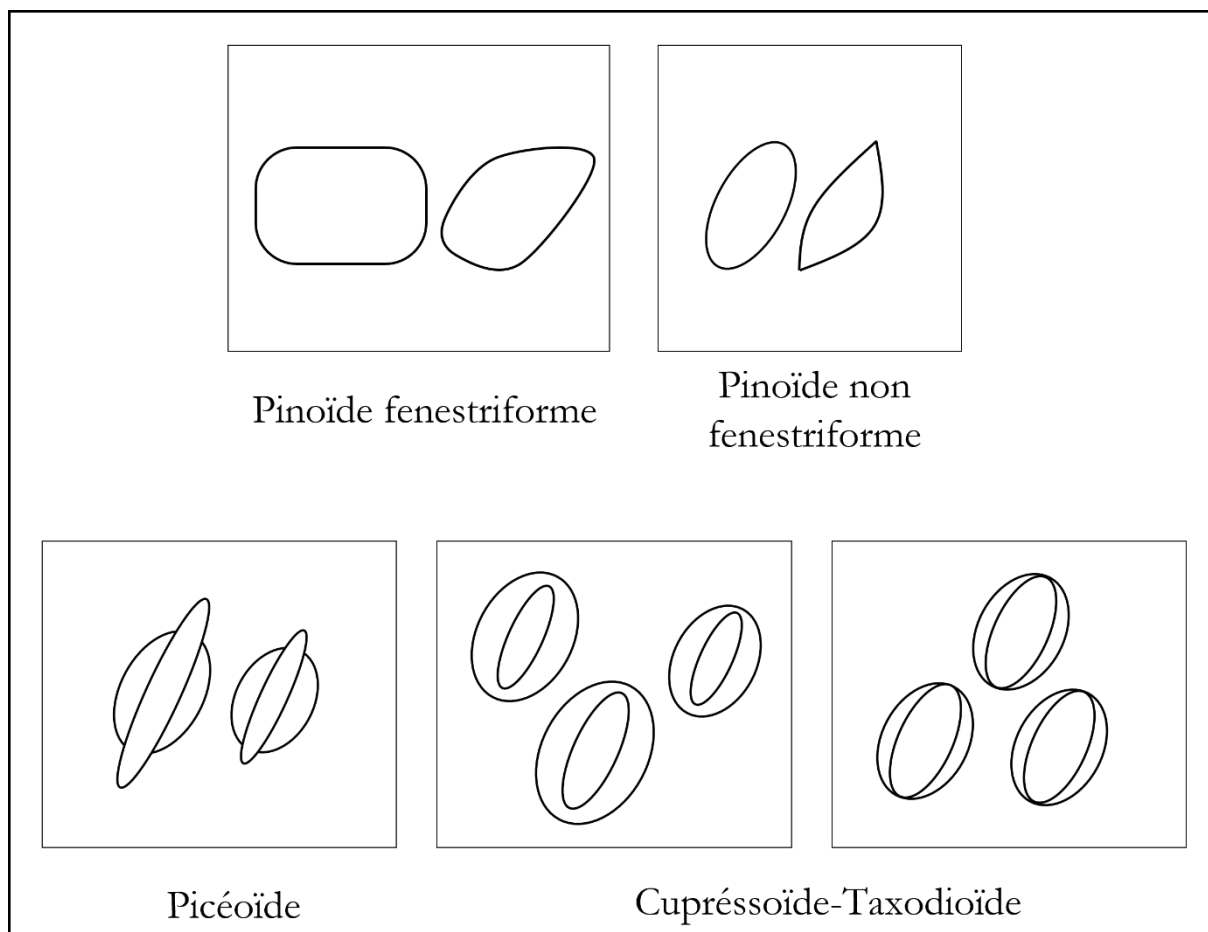 Pinoïde fenestriforme
Pinoïde non
fenestriforme
Picéoïde
Cupréssoïde-Taxodioïde